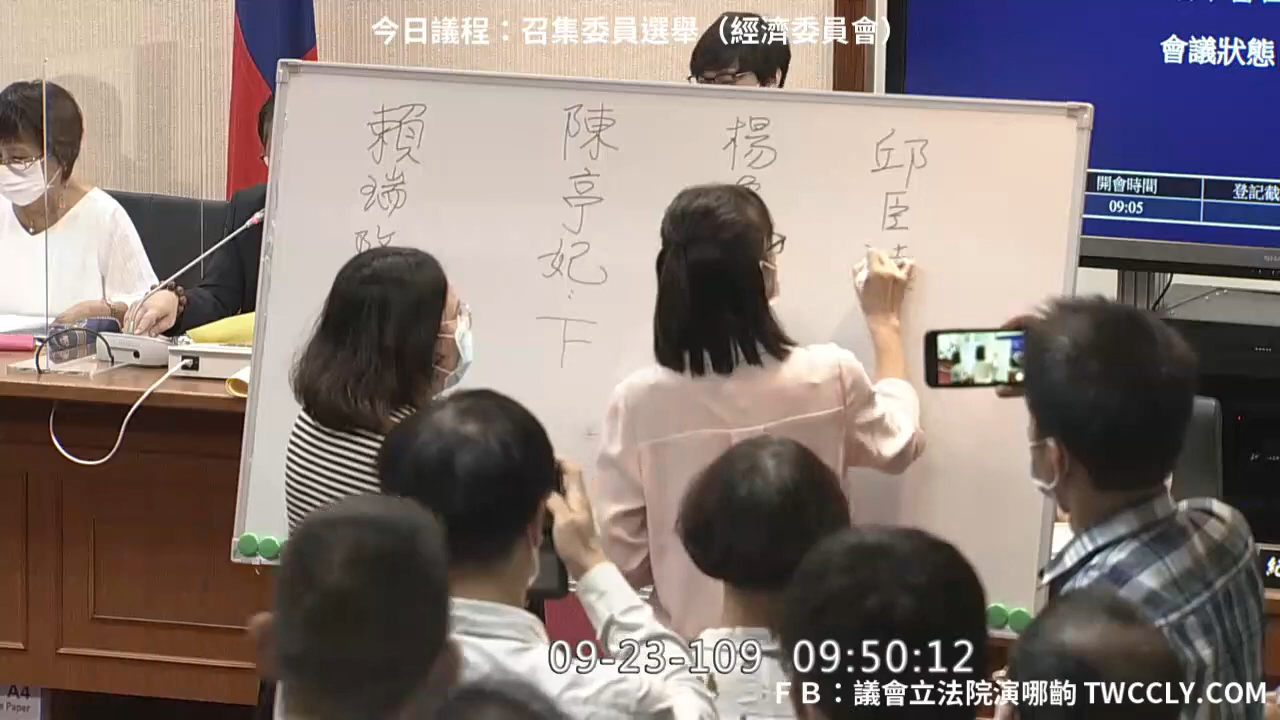 今日議程：召集委員選舉（經濟委員會）
會議狀態
開會時間
登記截
09:05
賴瑞
陳亭妃
下
楊
邱臣
09-23-109 09:50:12
ＦＢ：議會立法院演哪齣 TWCCLY.COM
A4
Paper